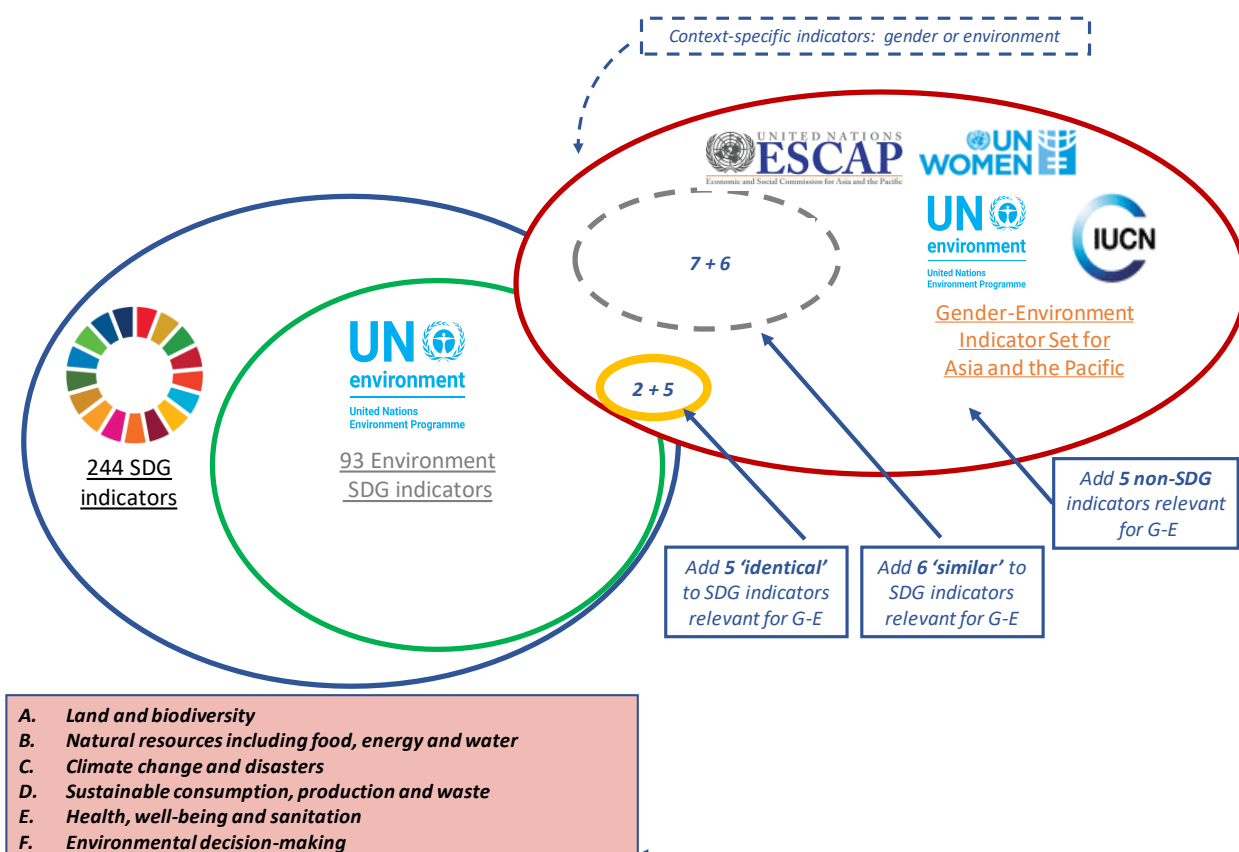 Context-specific indicators: gender or environment
UNITED NATIONS
ESCAP
Economic and Social Commission for Asia and the Pacific
UN
WOMEN
UN
environment
United Nations
Environment Programme
IUCN
7 + 6
Gender-Environment
Indicator Set for
Asia and the Pacific
UN
environment
United Nations
Environment Programme
2 + 5
244 SDG
indicators
93 Environment
SDG indicators
Add 5 non-SDG
indicators relevant
for G-E
Add 5 ‘identical’
to SDG indicators
relevant for G-E
Add 6 ‘similar’ to
SDG indicators
relevant for G-E
A. Land and biodiversity
B. Natural resources including food, energy and water
C. Climate change and disasters
D. Sustainable consumption, production and waste
E. Health, well-being and sanitation
F. Environmental decision-making